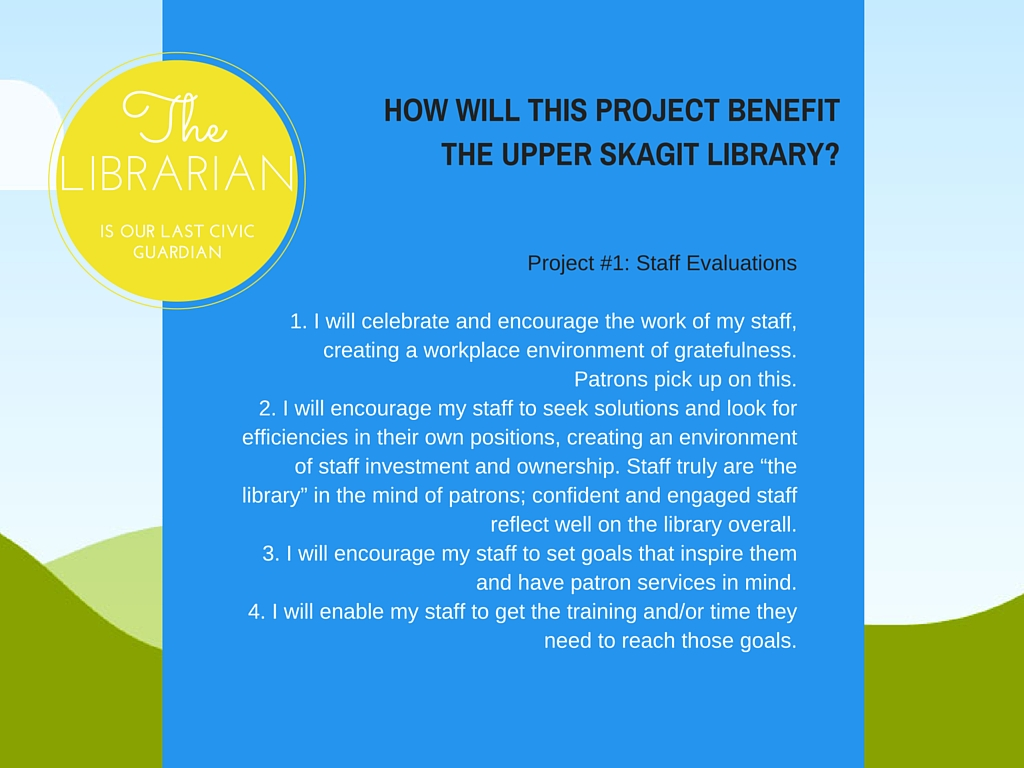 The
LIBRARIAN
IS OUR LAST CIVIC
GUARDIAN
HOW WILL THIS PROJECT BENEFIT
THE UPPER SKAGIT LIBRARY?
Project #1: Staff Evaluations
1. I will celebrate and encourage the work of my staff,
creating a workplace environment of gratefulness.
Patrons pick up on this.
2. I will encourage my staff to seek solutions and look for
efficiencies in their own positions, creating an environment
of staff investment and ownership. Staff truly are “the
library” in the mind of patrons; confident and engaged staff
reflect well on the library overall.
3. I will encourage my staff to set goals that inspire them
and have patron services in mind.
4. I will enable my staff to get the training and/or time they
need to reach those goals.